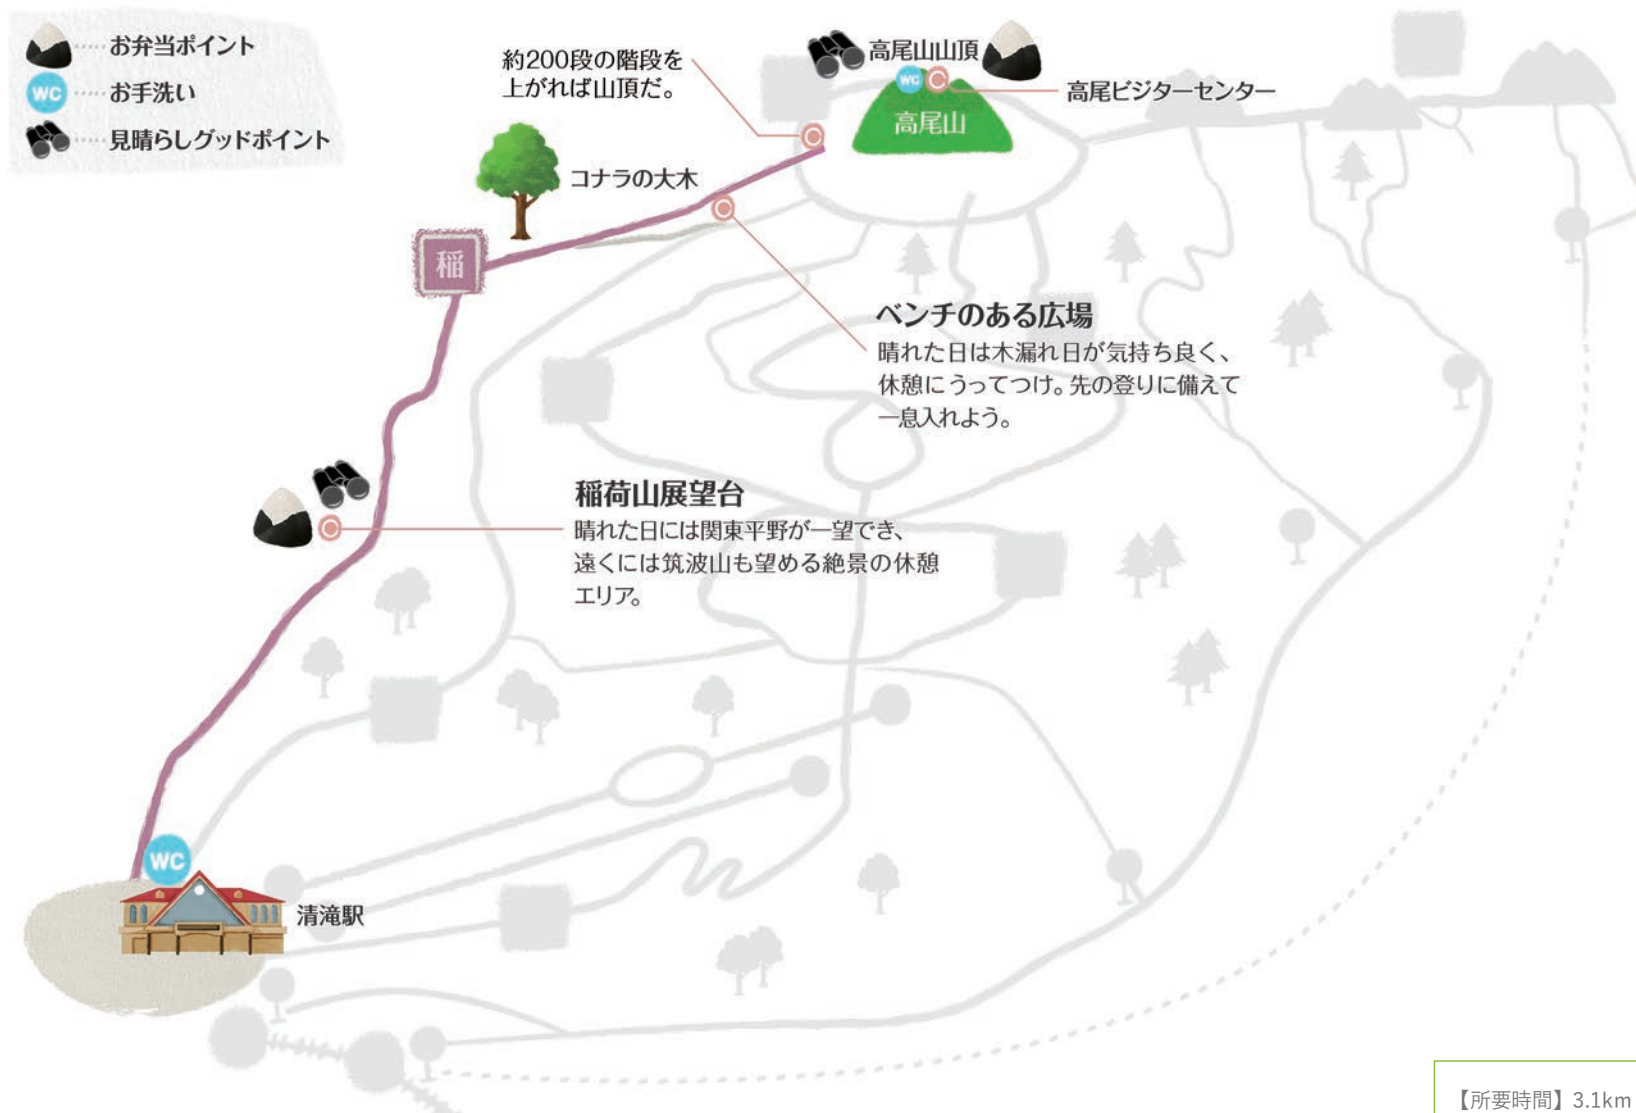 お弁当ポイント
WC お手洗い
見晴らしグッドポイント
約200段の階段を
上がれば山頂だ。
高尾山山頂
WC
高尾ビジターセンター
高尾山
コナラの大木
稲
ベンチのある広場
晴れた日は木漏れ日が気持ち良く、
休憩にうってつけ。先の登りに備えて
一息入れよう。
稲荷山展望台
晴れた日には関東平野が一望でき、
遠くには筑波山も望める絶景の休憩
エリア。
WC
清滝駅
【所要時間】3.1km